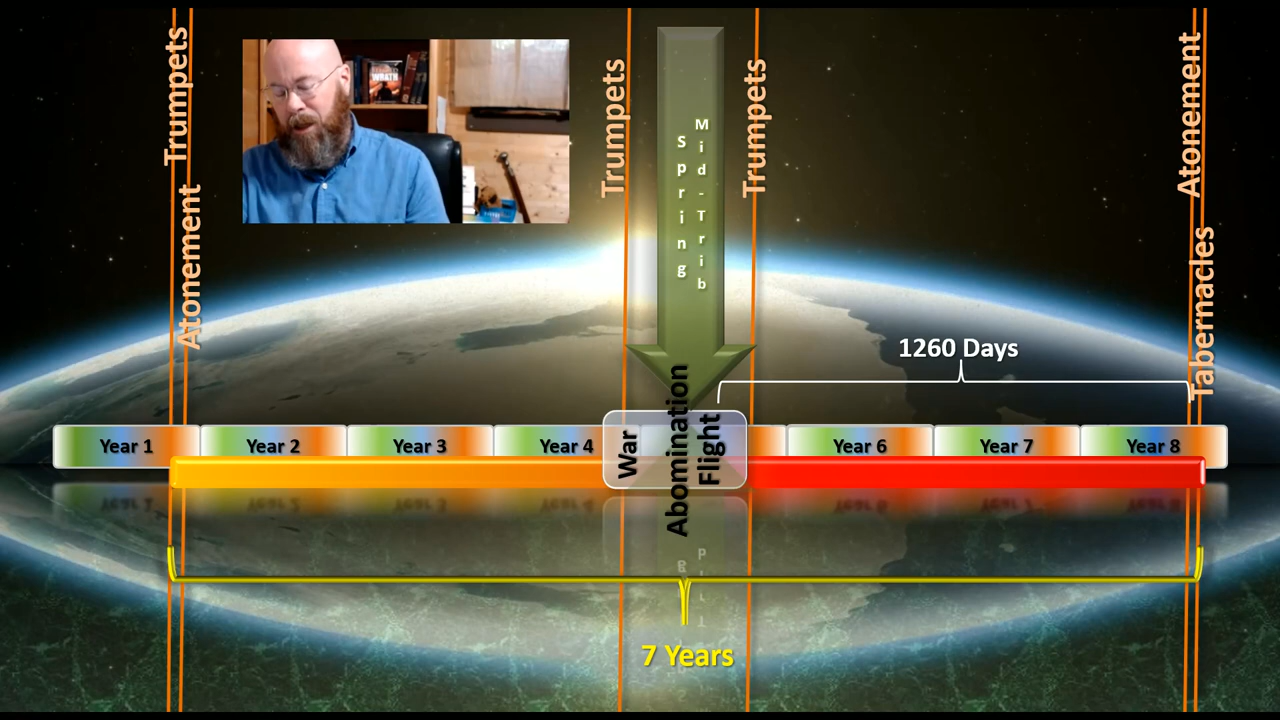 Trumpets
Atonement
WRATH
Trumpets
Mid-Trib
Spring
Trumpets
Atonement
Tabernacles
1260 Days
Year 1
Year 2
Year 3
Year 4
War
Abomination
Flight
Year 6
Year 7
Year 8
7 Years